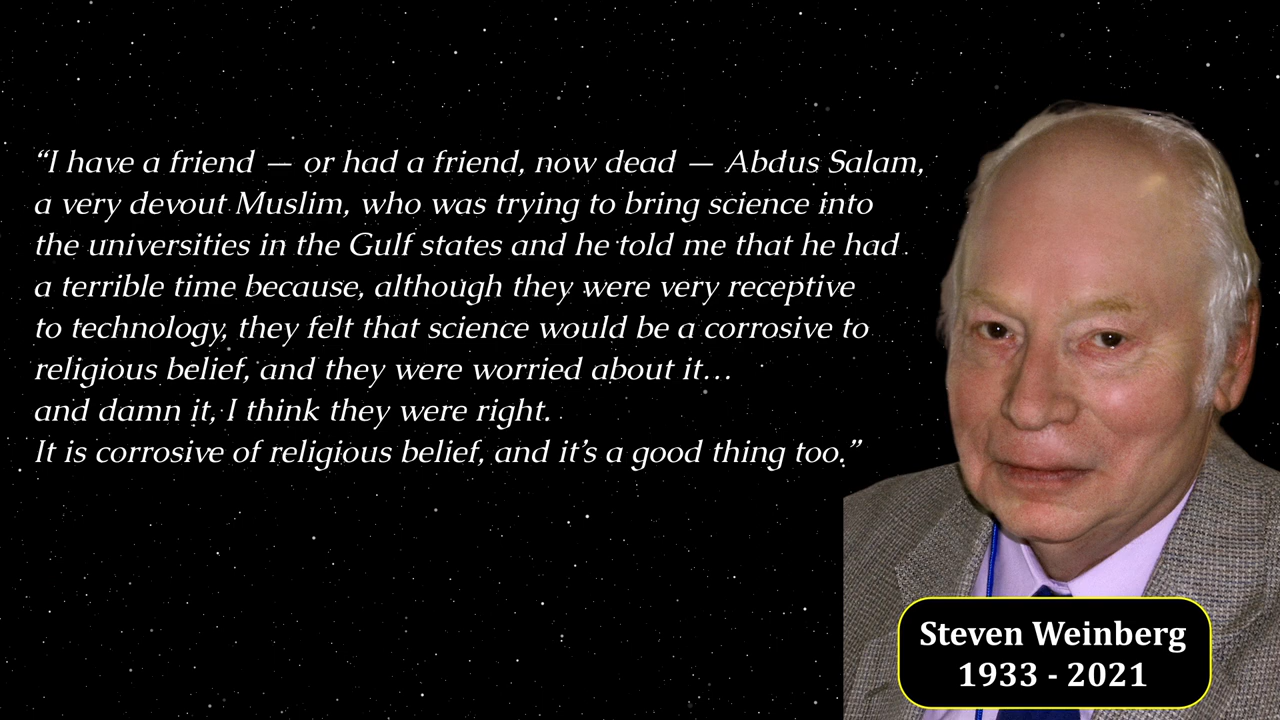 “I have a friend — or had a friend, now dead — Abdus Salam,
a very devout Muslim, who was trying to bring science into
the universities in the Gulf states and he told me that he had
a terrible time because, although they were very receptive
to technology, they felt that science would be a corrosive to
religious belief, and they were worried about it…
and damn it, I think they were right.
It is corrosive of religious belief, and it’s a good thing too.”
Steven Weinberg
1933 - 2021